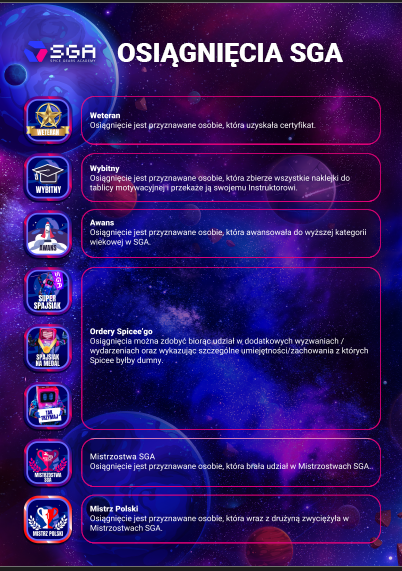 SGA
SPICE GEARS ACADEMY
OSIĄGNIĘCIA SGA
WETERAN
Weteran
Osiągnięcie jest przyznawane osobie, która uzyskała certyfikat.
WYBITNY
Wybitny
Osiągnięcie jest przyznawane osobie, która zbierze wszystkie naklejki do
tablicy motywacyjnej i przekaże ją swojemu Instruktorowi.
AWANS
Awans
Osiągnięcie jest przyznawane osobie, która awansowała do wyższej kategorii
wiekowej w SGA.
SGA
SUPER
SPAJSIAK
SPAJSIAK
NA MEDAL
TAK
TRZYMAJ
Ordery Spicee'go
Osiągnięcia można zdobyć biorąc udział w dodatkowych wyzwaniach /
wydarzeniach oraz wykazując szczególne umiejętności/zachowania z których
Spicee byłby dumny.
MISTRZOSTWA
SGA
Mistrzostwa SGA
Osiągnięcie jest przyznawane osobie, która brała udział w Mistrzostwach SGA..
MISTRZ POLSKI
Mistrz Polski
Osiągnięcie jest przyznawane osobie, która wraz z drużyną zwyciężyła w
Mistrzostwach SGA.